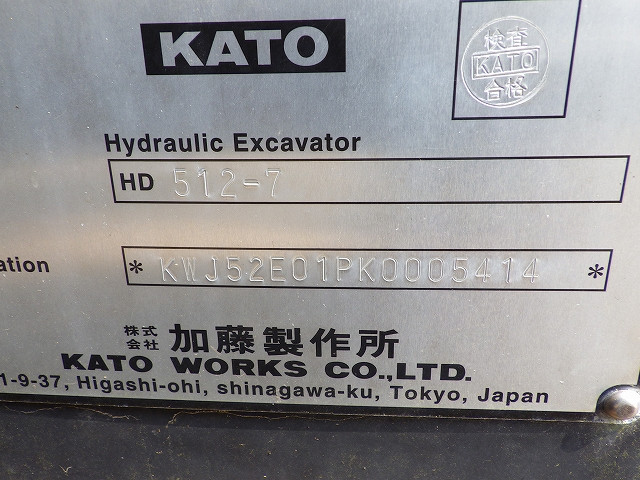 KATO
検査
KATO
合格
Hydraulic Excavator
HD 512-7
ation * KWJ52E01PK0005414 *
株式会社 加藤製作所
KATO WORKS CO.,LTD.
1-9-37, Higashi-ohi, shinagawa-ku, Tokyo, Japan